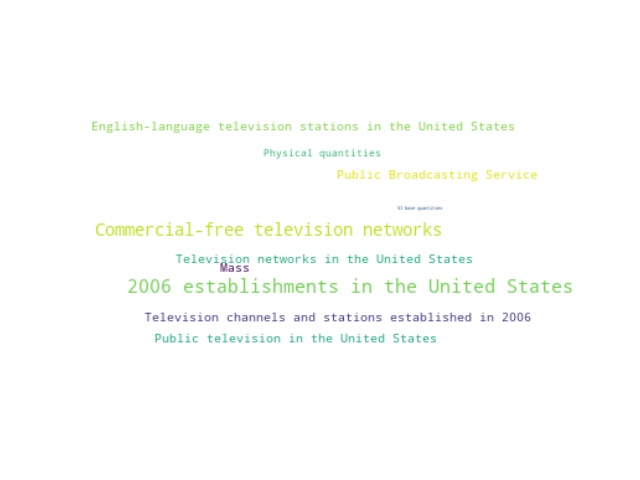 English-language television stations in the United States
Physical quantities
Public Broadcasting Service
SI base quantities
Commercial-free television networks
Television networks in the United States
Mass
2006 establishments in the United States
Television channels and stations established in 2006
Public television in the United States